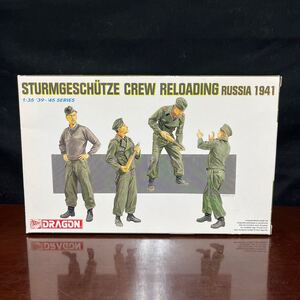 STURMGESCHÜTZE CREW RELOADING RUSSIA 1941
1:35 '39-'45 SERIES
DRAGON